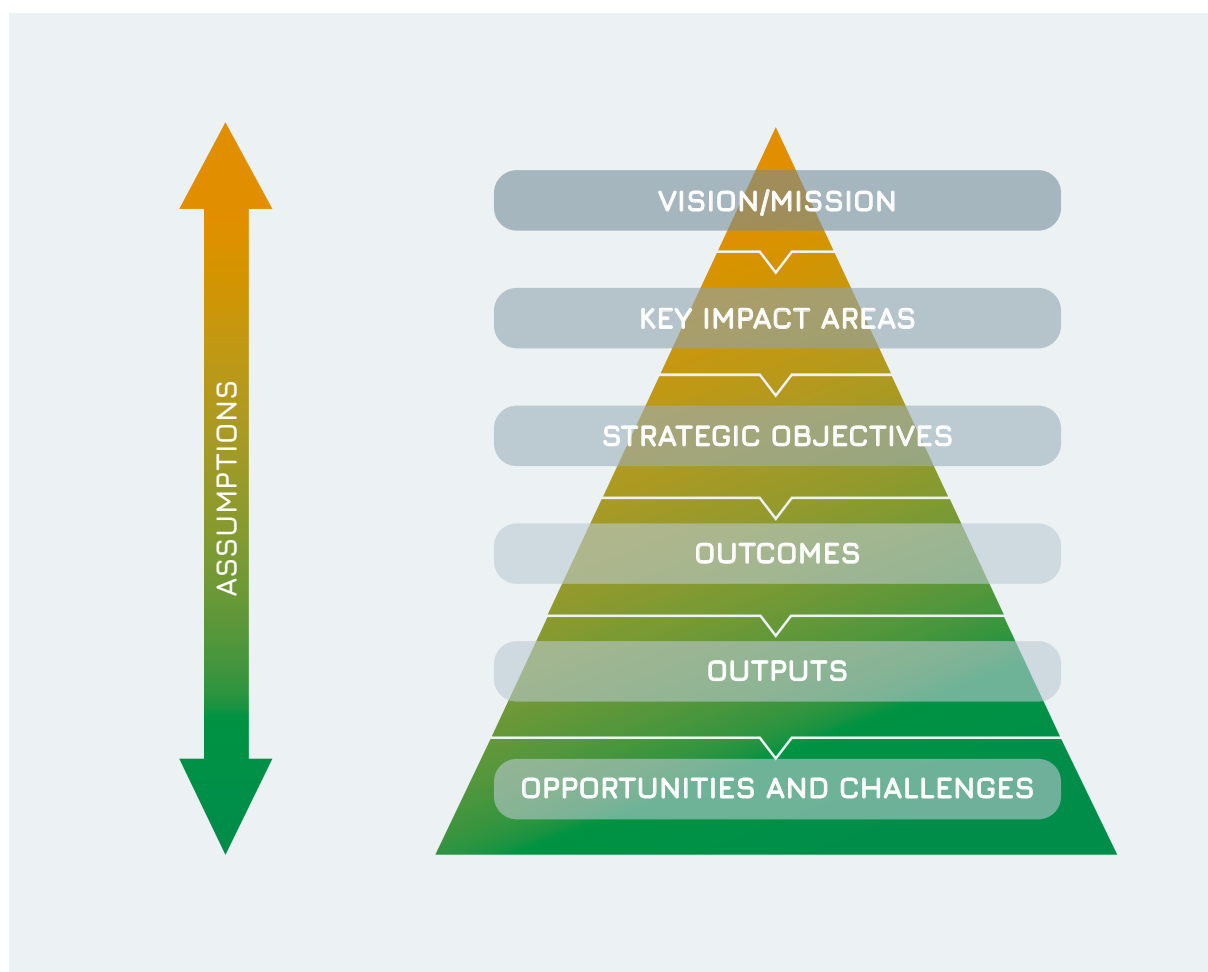 VISION/MISSION
KEY IMPACT AREAS
STRATEGIC OBJECTIVES
OUTCOMES
OUTPUTS
OPPORTUNITIES AND CHALLENGES
ASSUMPTIONS